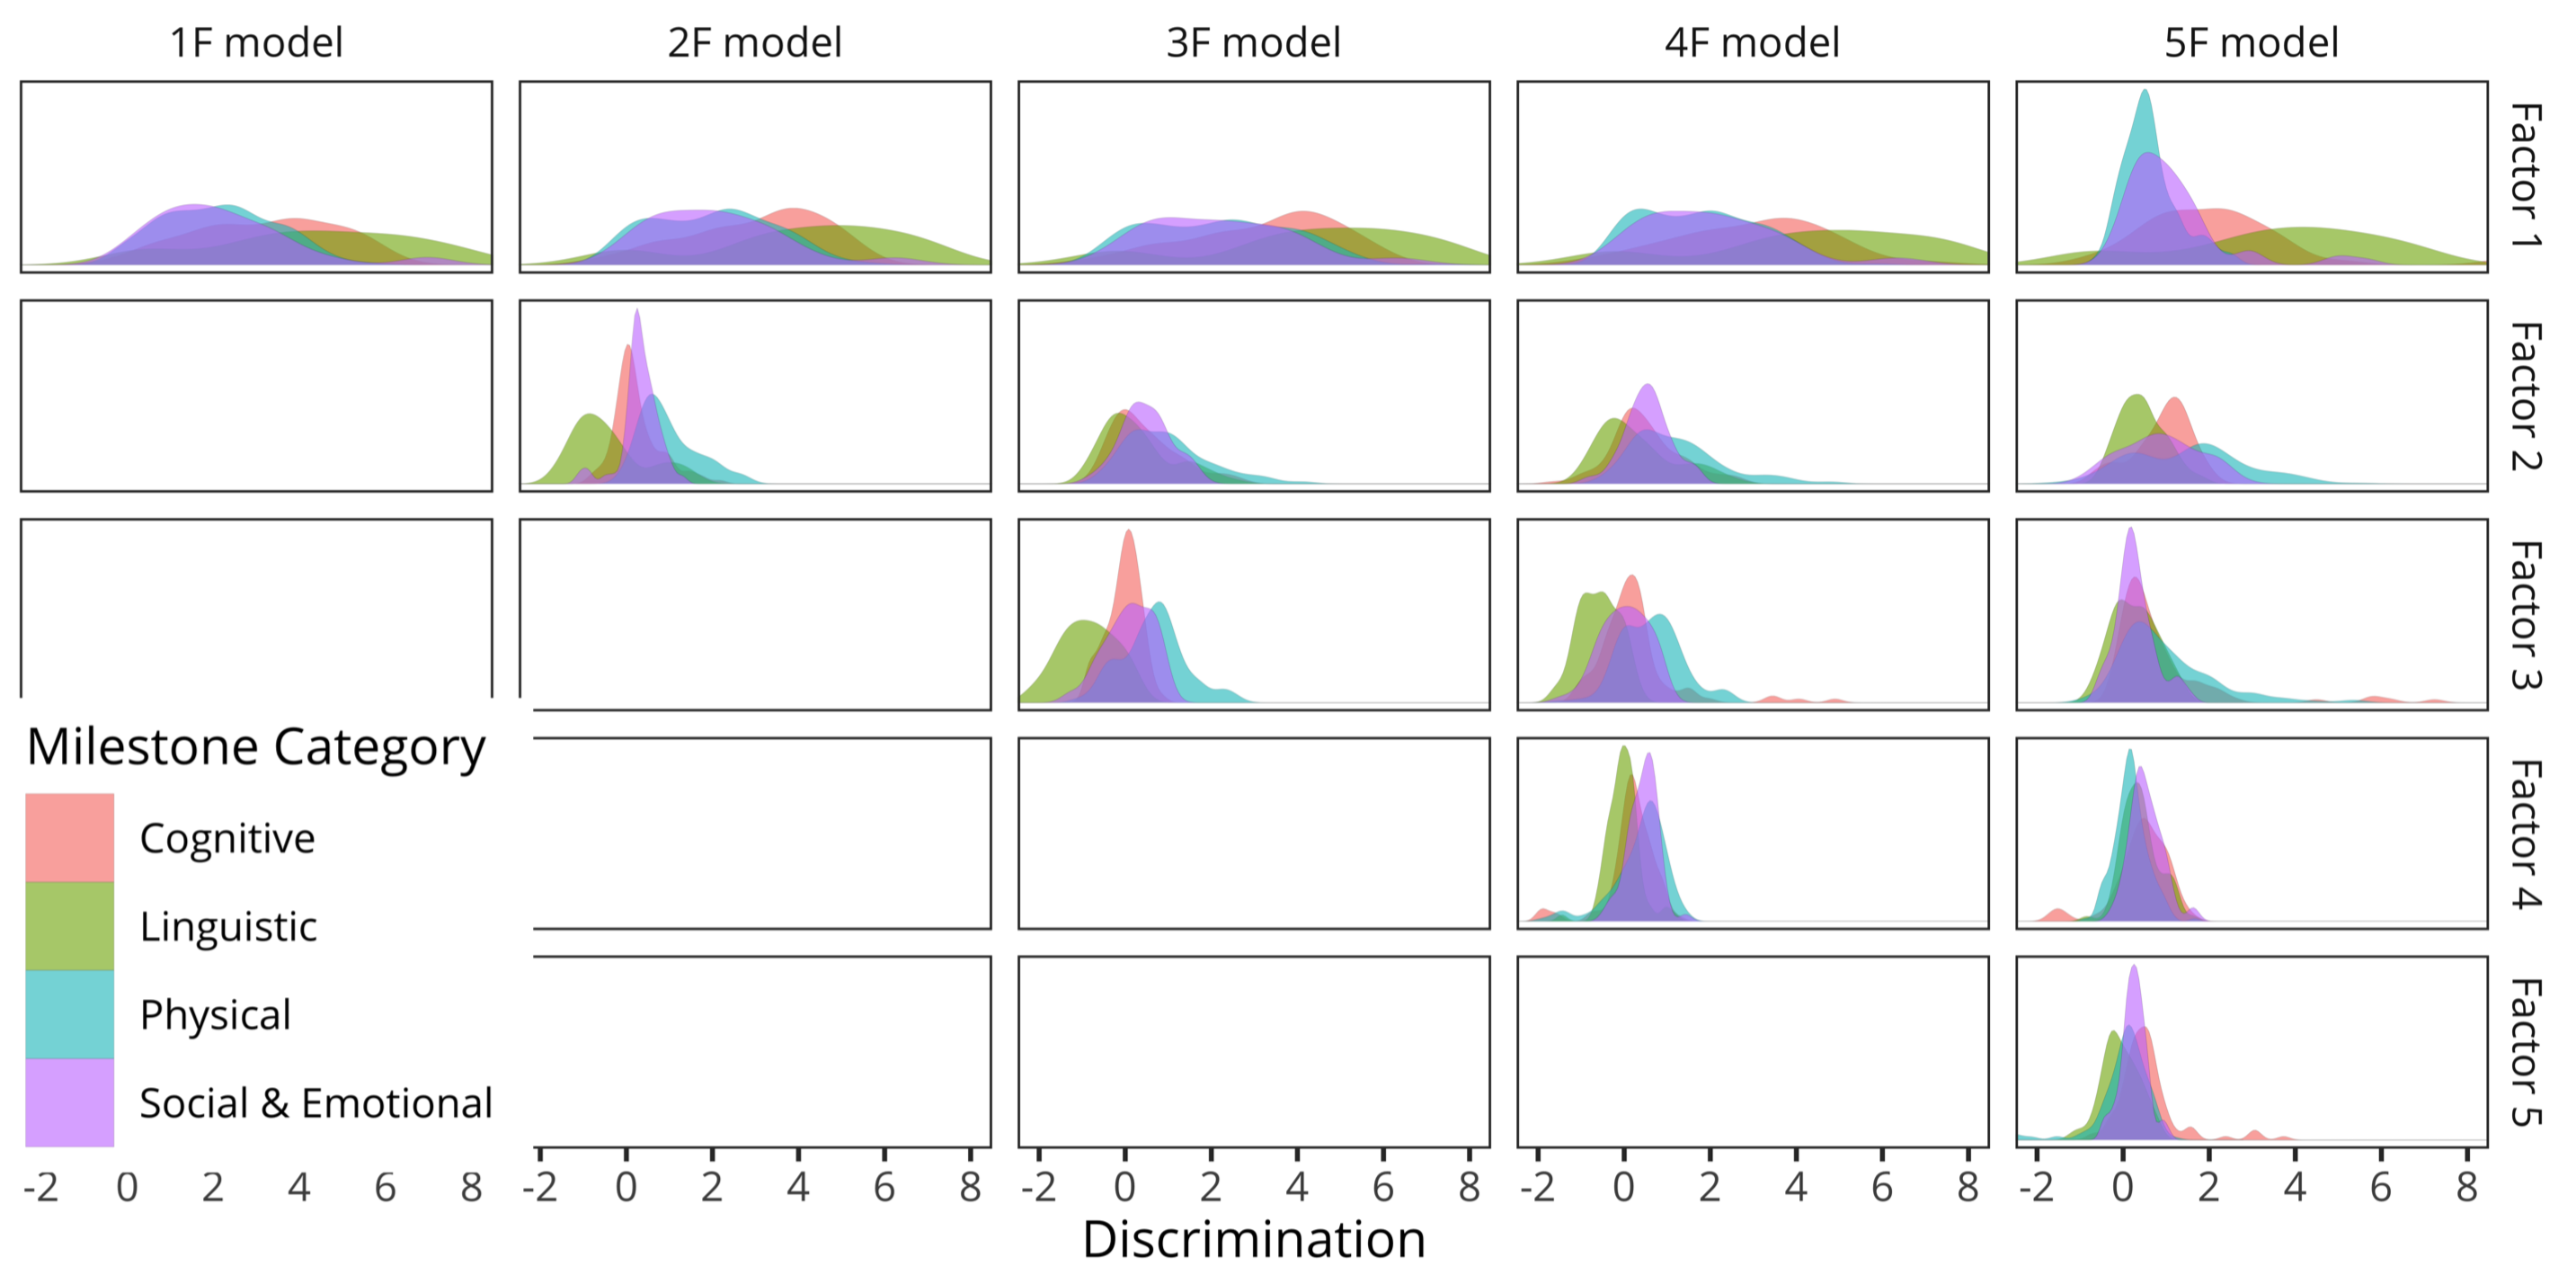 1F model 2F model 3F model 4F model 5F model
Factor 1
Factor 2
Factor 3
Factor 4
Factor 5
Milestone Category
Cognitive
Linguistic
Physical
Social & Emotional
-2 0 2 4 6 8 -2 0 2 4 6 8 -2 0 2 4 6 8 -2 0 2 4 6 8 -2 0 2 4 6 8
Discrimination